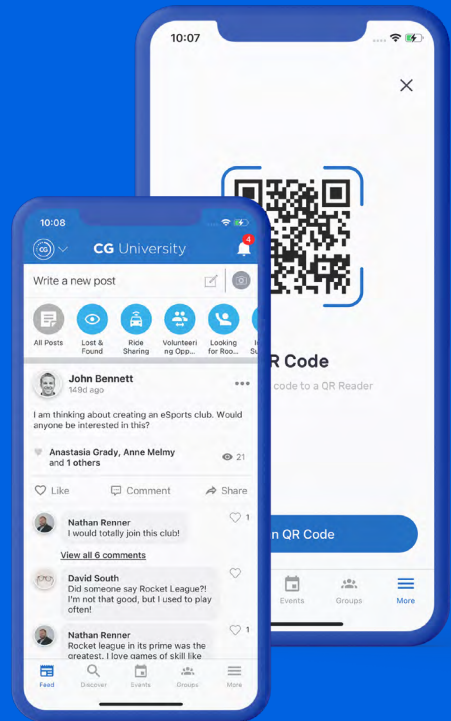 10:07
R Code
code to a QR Reader
n QR Code
Events
Groups
More
10:08
CG
CG University
4
Write a new post
All Posts
Lost &
Found
Ride
Sharing
Volunteeri
ng Opp...
Looking
for Roo...
John Bennett
149d ago
I am thinking about creating an eSports club. Would
anyone be interested in this?
Anastasia Grady, Anne Melmy
and 1 others
21
Like
Comment
Share
Nathan Renner
I would totally join this club!
1
View all 6 comments
David South
Did someone say Rocket League?!
I'm not that good, but I used to play
often!
Nathan Renner
1
Rocket league in its prime was the
greatest. I love games of skill like
Feed
Discover
Events
Groups
More